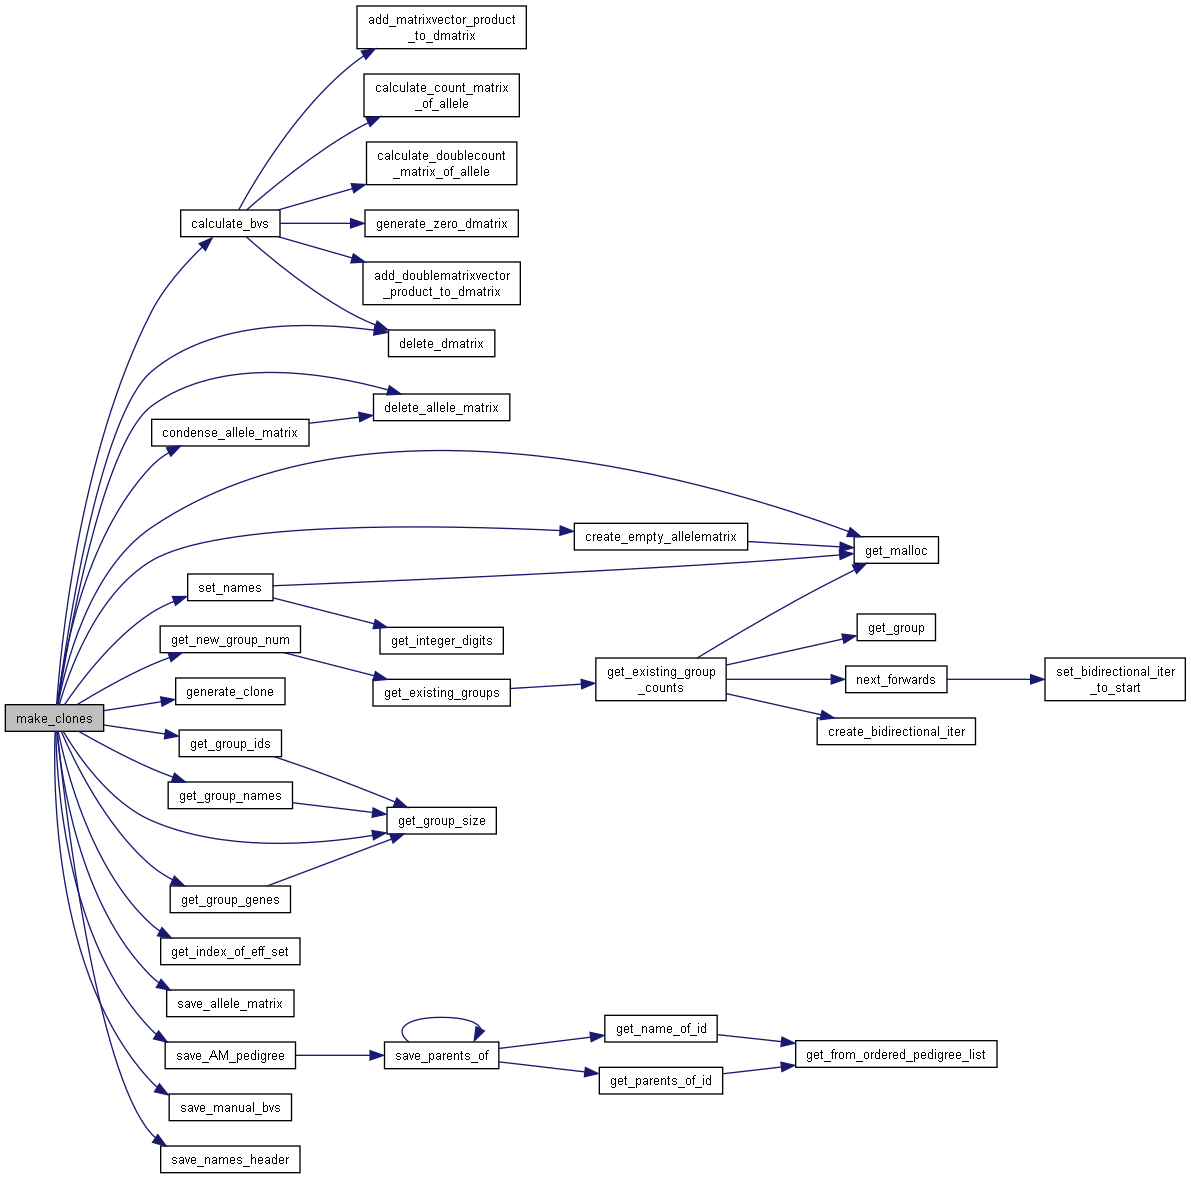 add_matrixvector_product
_to_dmatrix
calculate_count_matrix
_of_allele
calculate_doublecount
_matrix_of_allele
calculate_bvs
generate_zero_dmatrix
add_doublematrixvector
_product_to_dmatrix
delete_dmatrix
delete_allele_matrix
condense_allele_matrix
create_empty_allelematrix
get_malloc
set_names
get_integer_digits
get_group
get_new_group_num
get_existing_groups
get_existing_group
_counts
next_forwards
set_bidirectional_iter
_to_start
create_bidirectional_iter
generate_clone
make_clones
get_group_ids
get_group_names
get_group_size
get_group_genes
get_index_of_eff_set
save_allele_matrix
save_AM_pedigree
save_parents_of
get_name_of_id
get_parents_of_id
get_from_ordered_pedigree_list
save_manual_bvs
save_names_header